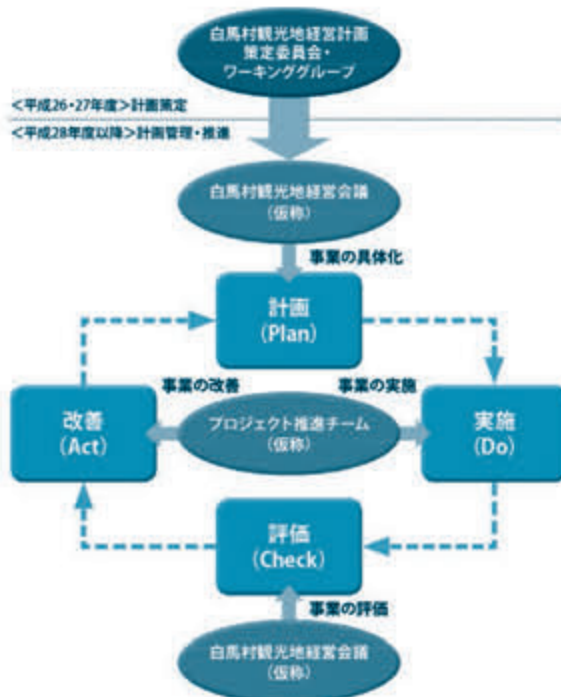 白馬村観光地経営計画
策定委員会・
ワーキンググループ
＜平成26・27年度＞計画策定
＜平成28年度以降＞計画管理・推進
白馬村観光地経営会議
（仮称）
事業の具体化
計画
（Plan）
事業の改善
事業の実施
改善
（Act）
プロジェクト推進チーム
（仮称）
実施
（Do）
評価
（Check）
事業の評価
白馬村観光地経営会議
（仮称）